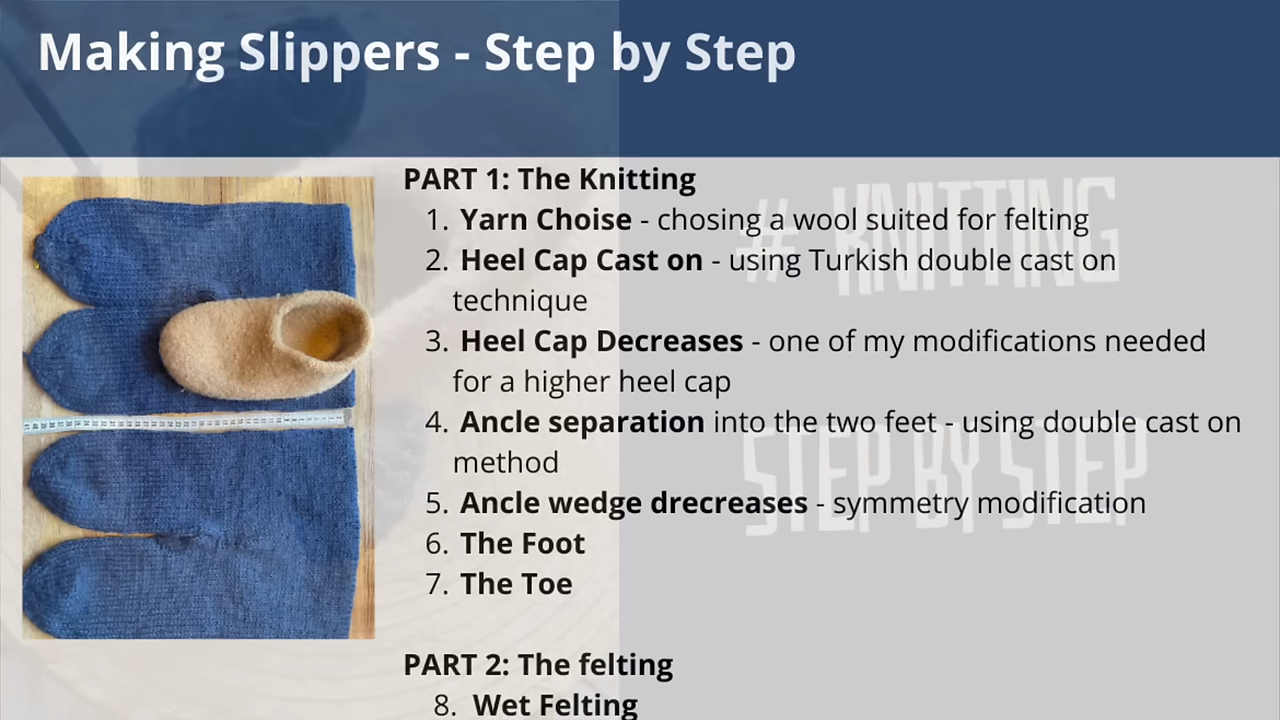 Making Slippers - Step by Step
PART 1: The Knitting
1. Yarn Choise - chosing a wool suited for felting
2. Heel Cap Cast on - using Turkish double cast on
technique
3. Heel Cap Decreases - one of my modifications needed
for a higher heel cap
4. Ancle separation into the two feet - using double cast on
method
5. Ancle wedge drecreases - symmetry modification
6. The Foot
7. The Toe
PART 2: The felting
8. Wet Felting
# KNITTING
STEP BY STEP